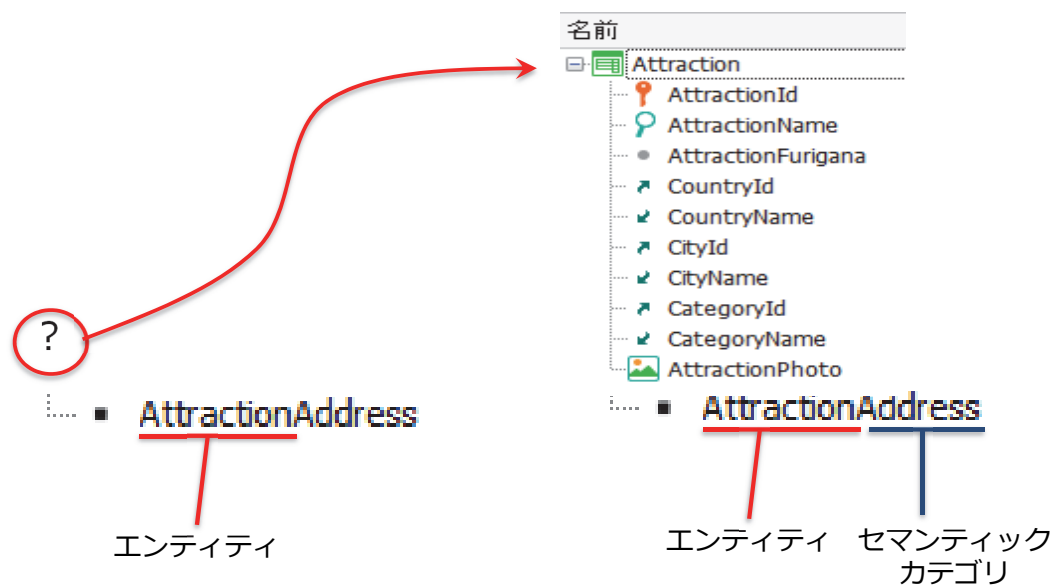 名前
Attraction
AttractionId
AttractionName
AttractionFurigana
CountryId
CountryName
CityId
CityName
CategoryId
CategoryName
AttractionPhoto
?
AttractionAddress
AttractionAddress
エンティティ
エンティティ
セマンティック
カテゴリ